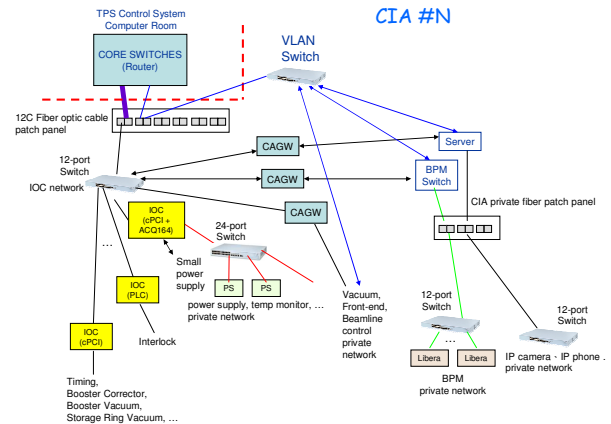 TPS Control System
Computer Room
CIA #N
CORE SWITCHES
(Router)
VLAN
Switch
12C Fiber optic cable
patch panel
12-port
Switch
IOC network
CAGW
CAGW
CAGW
Server
BPM
Switch
CIA private fiber patch panel
IOC
(cPCI +
ACQ164)
24-port
Switch
...
Small
power
supply
IOC
(PLC)
PS
PS
power supply, temp monitor, ...
private network
Vacuum,
Front-end,
Beamline
control
private
network
12-port
Switch
12-port
Switch
IOC
(cPCI)
Interlock
...
Libera
Libera
IP camera、IP phone ..
private network
BPM
private network
Timing,
Booster Corrector,
Booster Vacuum,
Storage Ring Vacuum, ...